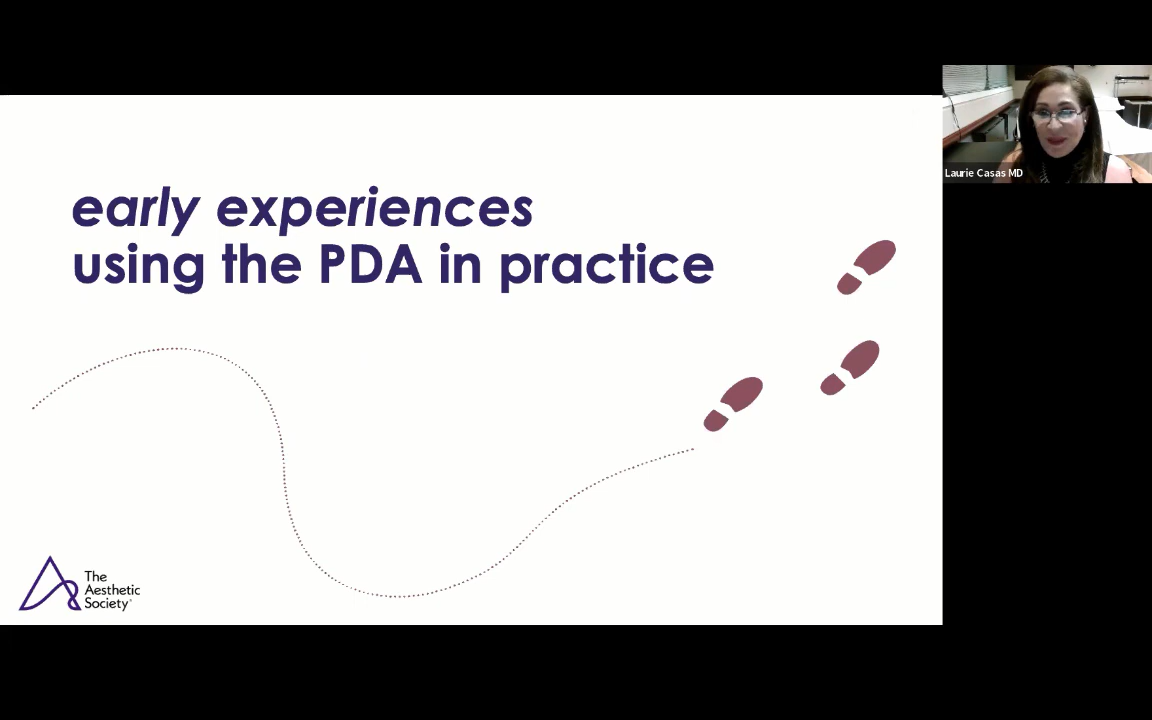 early experiences
using the PDA in practice
Laurie Casas MD
The
Aesthetic
Society